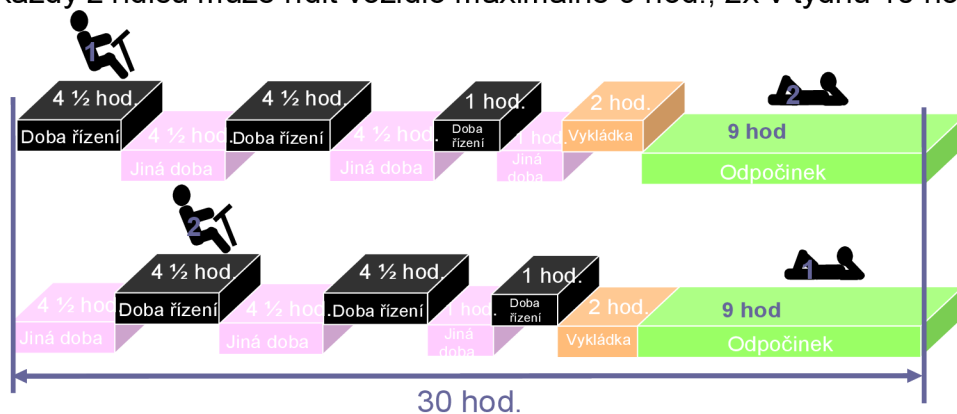 1
4 ½ hod.
4 ½ hod.
1 hod.
2 hod.
2
Doba řízení
4 ½ hod.
Doba řízení
4 ½ hod.
Doba řízení
1 hod.
Vykládka
9 hod
Jiná doba
Jiná doba
Jiná doba
Odpočinek
2
4 ½ hod.
4 ½ hod.
1 hod.
1
4 ½ hod.
Doba řízení
4 ½ hod.
Doba řízení
1 hod.
Doba řízení
2 hod.
9 hod
Jiná doba
Jiná doba
Jiná doba
Vykládka
Odpočinek
30 hod.